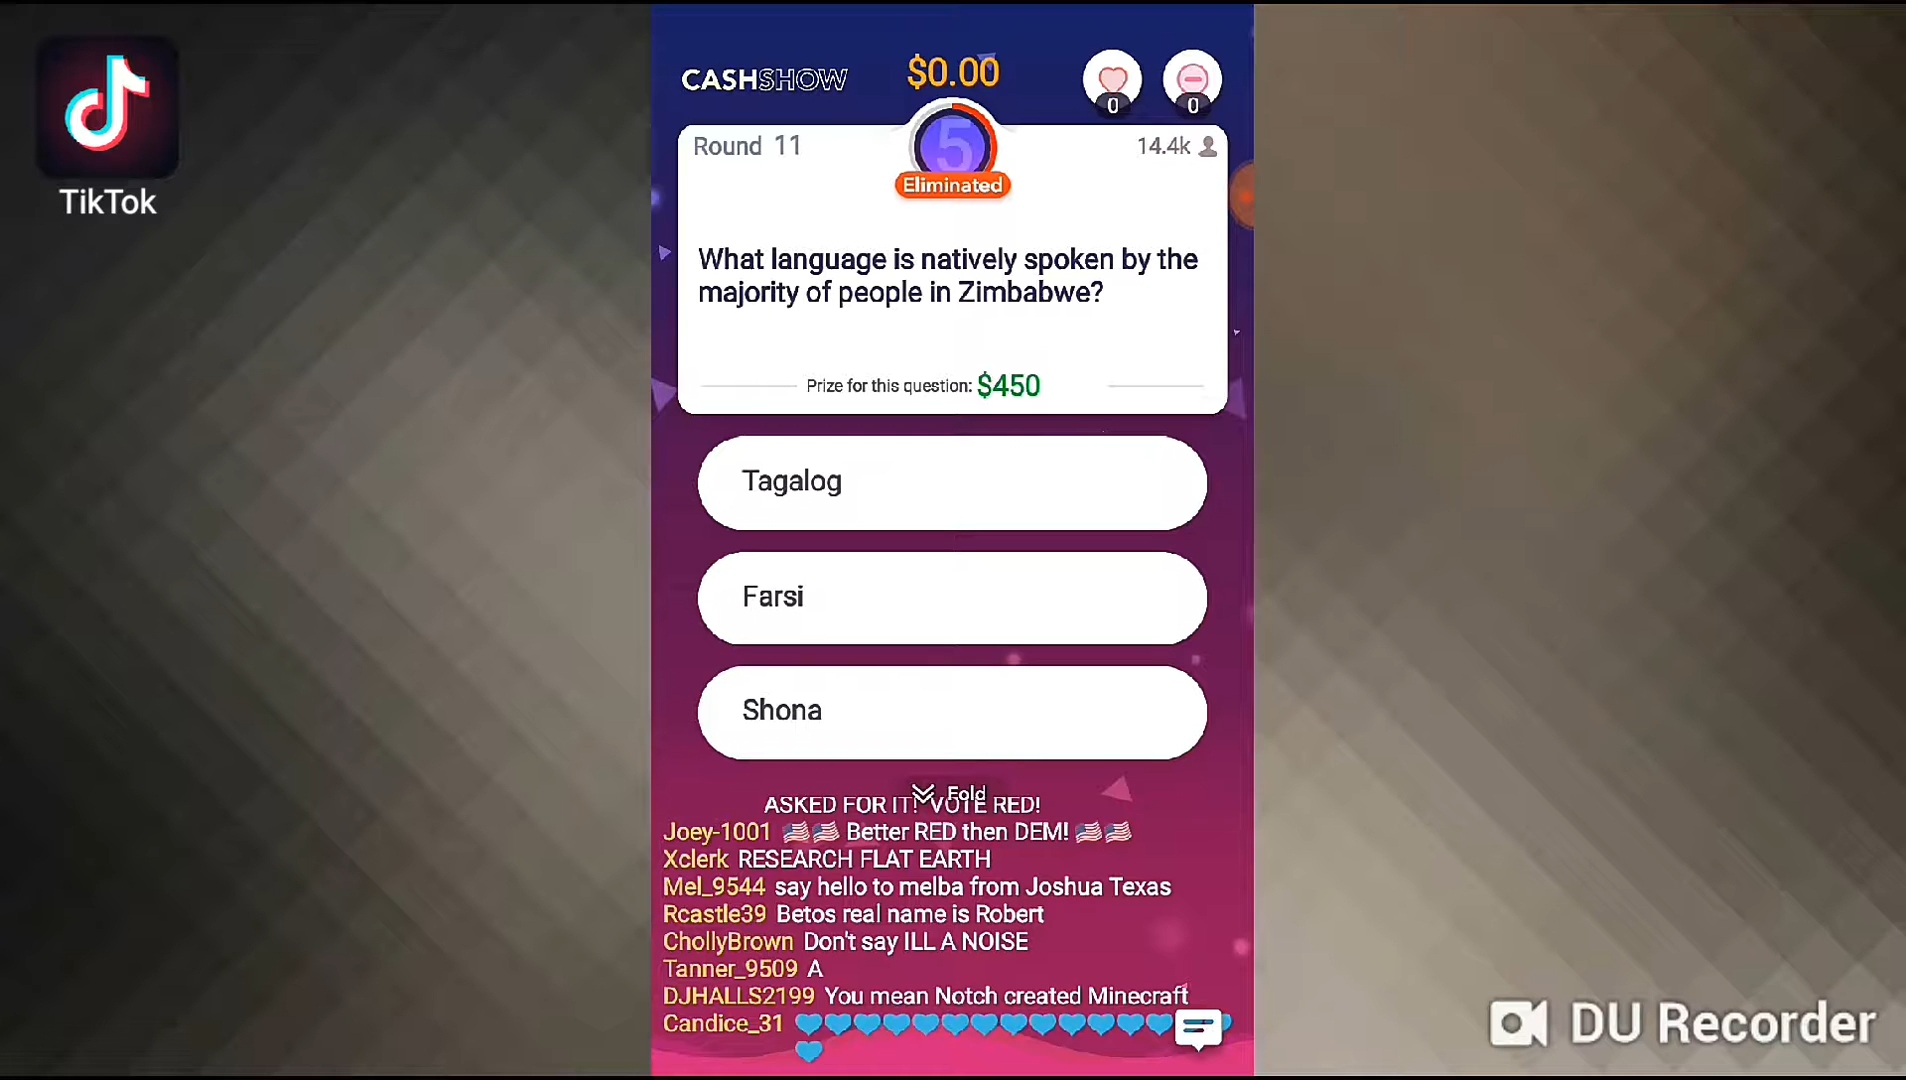 TikTok
CASHSHOW
$0.00
0
0
Round 11
5
14.4k
Eliminated
What language is natively spoken by the
majority of people in Zimbabwe?
Prize for this question: $450
Tagalog
Farsi
Shona
Fold
ASKED FOR IT! VOTE RED!
Joey-1001 🇺🇸🇺🇸 Better RED then DEM! 🇺🇸🇺🇸
Xclerk RESEARCH FLAT EARTH
Mel_9544 say hello to melba from Joshua Texas
Rcastle39 Betos real name is Robert
ChollyBrown Don't say ILL A NOISE
Tanner_9509 A
DJHALLS2199 You mean Notch created Minecraft
Candice_31
DU Recorder